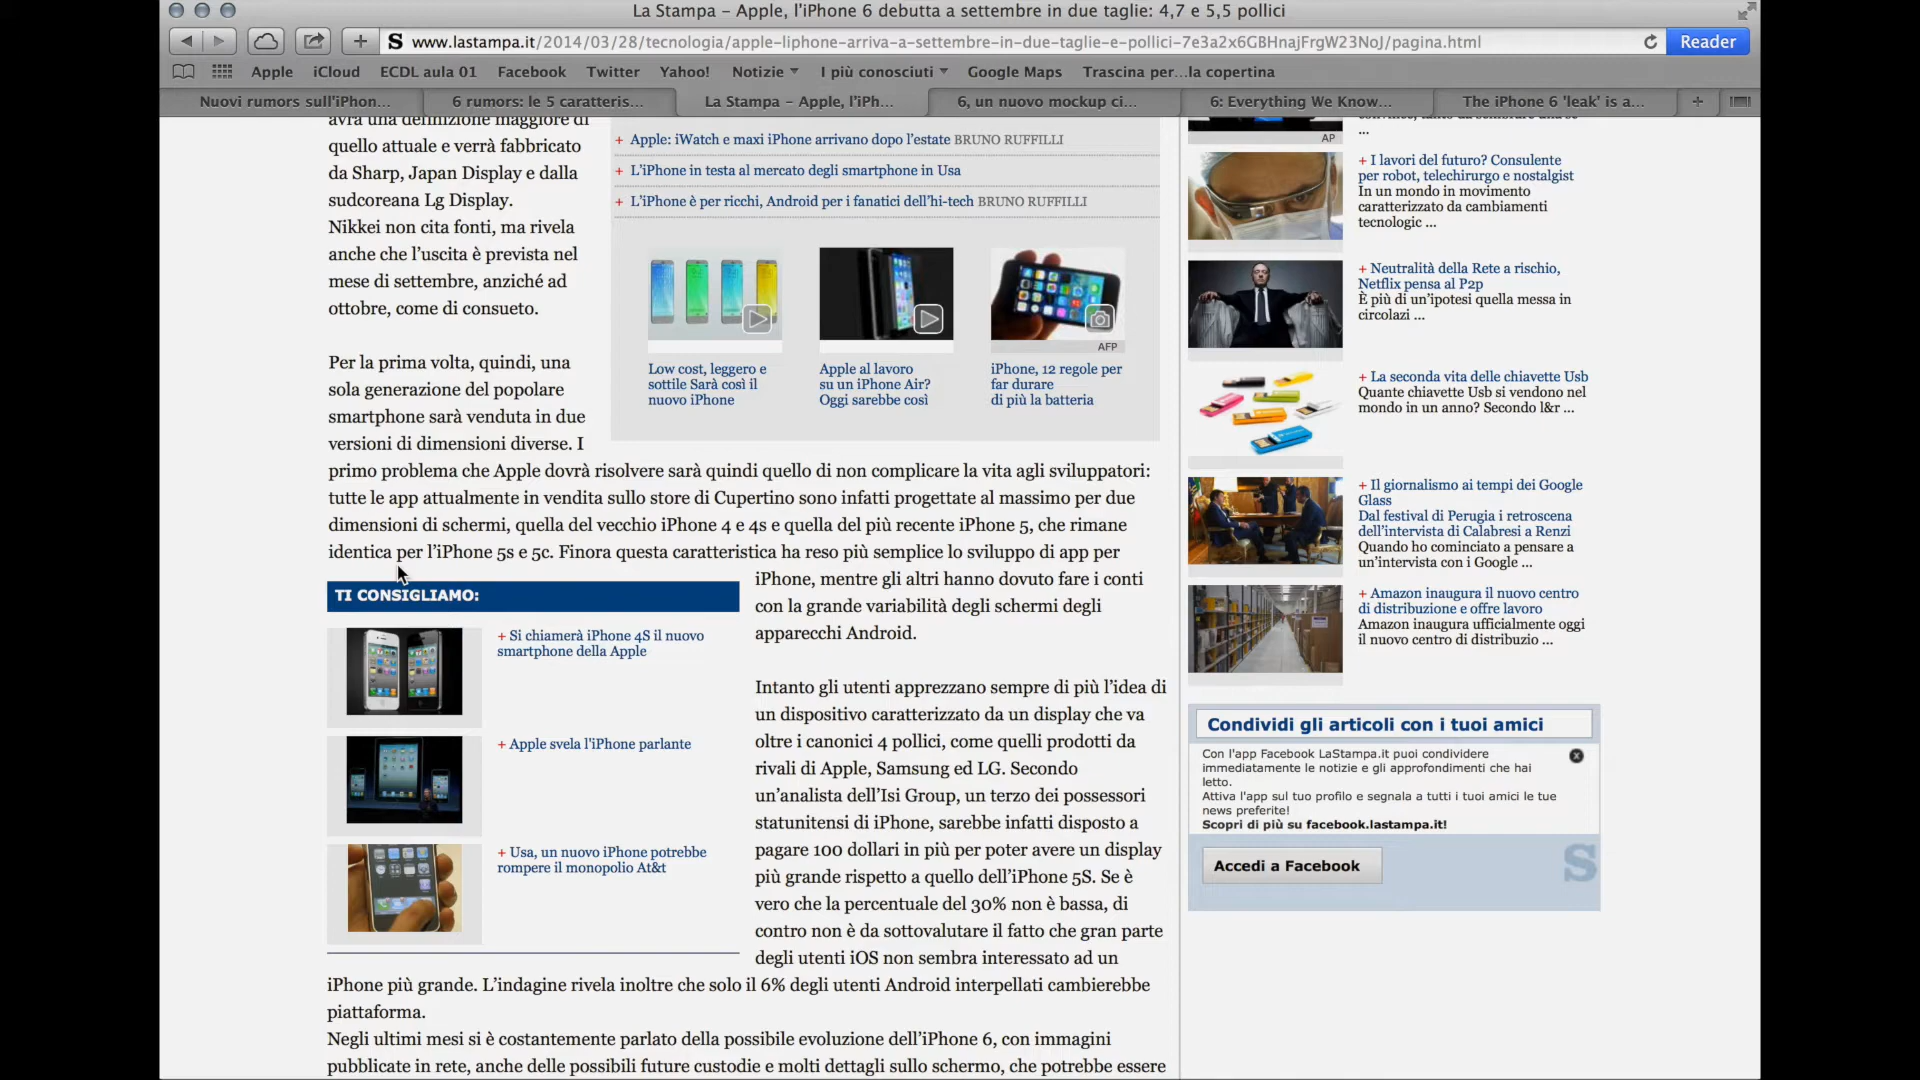 La Stampa – Apple, l'iPhone 6 debutta a settembre in due taglie: 4,7 e 5,5 pollici
www.lastampa.it/2014/03/28/tecnologia/apple-liphone-arriva-a-settembre-in-due-taglie-e-pollici-7e3a2x6GBHnajFrgW23NoJ/pagina.html
Reader
Apple iCloud ECDL aula 01 Facebook Twitter Yahoo! Notizie I più conosciuti Google Maps Trascina per...la copertina
Nuovi rumors sull'iPhon... 6 rumors: le 5 caratteris... La Stampa – Apple, l'iPh... 6, un nuovo mockup ci... 6: Everything We Know... The iPhone 6 'leak' is a...
avrà una definizione maggiore di
quello attuale e verrà fabbricato
da Sharp, Japan Display e dalla
sudcoreana Lg Display.
Nikkei non cita fonti, ma rivela
anche che l'uscita è prevista nel
mese di settembre, anziché ad
ottobre, come di consueto.
Per la prima volta, quindi, una
sola generazione del popolare
smartphone sarà venduta in due
versioni di dimensioni diverse. I
primo problema che Apple dovrà risolvere sarà quindi quello di non complicare la vita agli sviluppatori:
tutte le app attualmente in vendita sullo store di Cupertino sono infatti progettate al massimo per due
dimensioni di schermi, quella del vecchio iPhone 4 e 4s e quella del più recente iPhone 5, che rimane
identica per l'iPhone 5s e 5c. Finora questa caratteristica ha reso più semplice lo sviluppo di app per
iPhone, mentre gli altri hanno dovuto fare i conti
con la grande variabilità degli schermi degli
apparecchi Android.
Intanto gli utenti apprezzano sempre di più l'idea di
un dispositivo caratterizzato da un display che va
oltre i canonici 4 pollici, come quelli prodotti da
rivali di Apple, Samsung ed LG. Secondo
un'analista dell'Isi Group, un terzo dei possessori
statunitensi di iPhone, sarebbe infatti disposto a
pagare 100 dollari in più per poter avere un display
più grande rispetto a quello dell'iPhone 5S. Se è
vero che la percentuale del 30% non è bassa, di
contro non è da sottovalutare il fatto che gran parte
degli utenti iOS non sembra interessato ad un
iPhone più grande. L'indagine rivela inoltre che solo il 6% degli utenti Android interpellati cambierebbe
piattaforma.
Negli ultimi mesi si è costantemente parlato della possibile evoluzione dell'iPhone 6, con immagini
pubblicate in rete, anche delle possibili future custodie e molti dettagli sullo schermo, che potrebbe essere
+ Apple: iWatch e maxi iPhone arrivano dopo l'estate BRUNO RUFFILLI
+ L'iPhone in testa al mercato degli smartphone in Usa
+ L'iPhone è per ricchi, Android per i fanatici dell'hi-tech BRUNO RUFFILLI
Low cost, leggero e
sottile Sarà così il
nuovo iPhone
Apple al lavoro
su un iPhone Air?
Oggi sarebbe così
AFP
iPhone, 12 regole per
far durare
di più la batteria
TI CONSIGLIAMO:
+ Si chiamerà iPhone 4S il nuovo
smartphone della Apple
+ Apple svela l'iPhone parlante
+ Usa, un nuovo iPhone potrebbe
rompere il monopolio At&t
...
AP
+ I lavori del futuro? Consulente
per robot, telechirurgo e nostalgist
In un mondo in movimento
caratterizzato da cambiamenti
tecnologic ...
+ Neutralità della Rete a rischio,
Netflix pensa al P2p
È più di un'ipotesi quella messa in
circolazi ...
+ La seconda vita delle chiavette Usb
Quante chiavette Usb si vendono nel
mondo in un anno? Secondo l&r ...
+ Il giornalismo ai tempi dei Google
Glass
Dal festival di Perugia i retroscena
dell'intervista di Calabresi a Renzi
Quando ho cominciato a pensare a
un'intervista con i Google ...
+ Amazon inaugura il nuovo centro
di distribuzione e offre lavoro
Amazon inaugura ufficialmente oggi
il nuovo centro di distribuzio ...
Condividi gli articoli con i tuoi amici
Con l'app Facebook LaStampa.it puoi condividere
immediatamente le notizie e gli approfondimenti che hai
letto.
Attiva l'app sul tuo profilo e segnala a tutti i tuoi amici le tue
news preferite!
Scopri di più su facebook.lastampa.it!
Accedi a Facebook
S